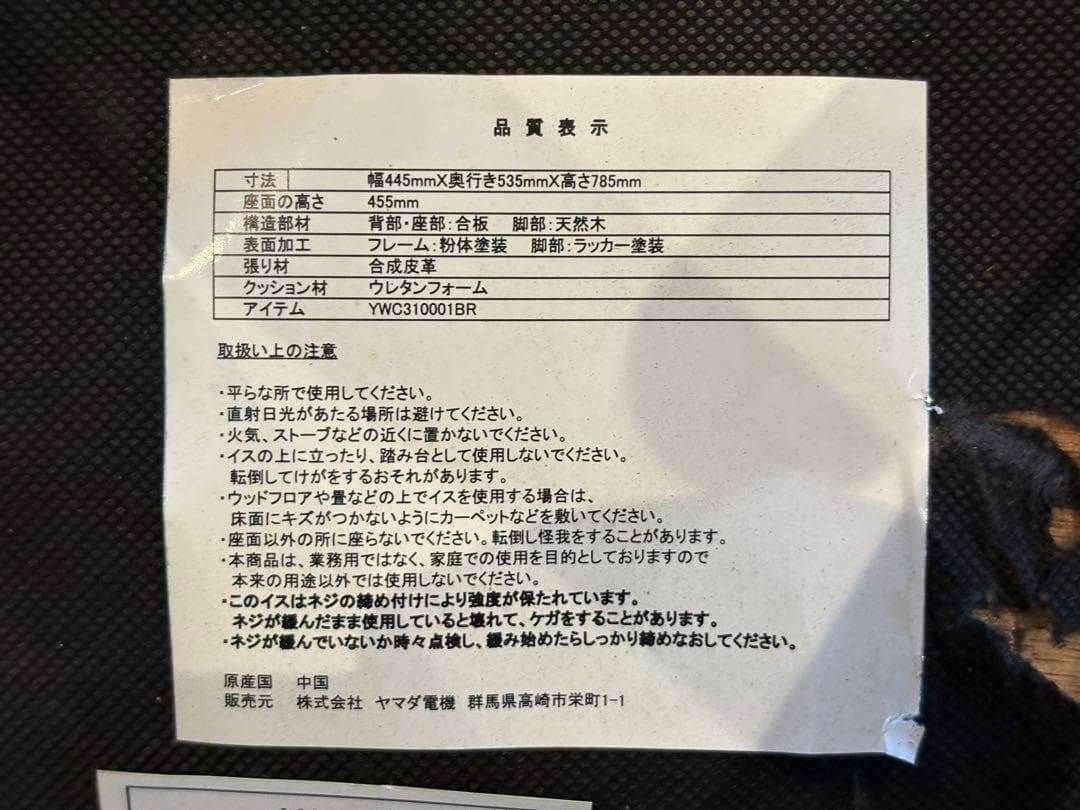 品質表示
寸法 幅445mmX奥行き535mmX高さ785mm
座面の高さ 455mm
構造部材 背部・座部：合板 脚部：天然木
表面加工 フレーム：粉体塗装 脚部：ラッカー塗装
張り材 合成皮革
クッション材 ウレタンフォーム
アイテム YWC310001BR
取扱い上の注意
・平らな所で使用してください。
・直射日光があたる場所は避けてください。
・火気、ストーブなどの近くに置かないでください。
・イスの上に立ったり、踏み台として使用しないでください。
転倒してけがをするおそれがあります。
・ウッドフロアや畳などの上でイスを使用する場合は、
床面にキズがつかないようにカーペットなどを敷いてください。
・座面以外の所に座らないでください。転倒し怪我をすることがあります。
・本商品は、業務用ではなく、家庭での使用を目的としておりますので
本来の用途以外では使用しないでください。
・このイスはネジの締め付けにより強度が保たれています。
ネジが緩んだまま使用していると壊れて、ケガをすることがあります。
・ネジが緩んでいないか時々点検し、緩み始めたらしっかり締めなおしてください。
原産国 中国
販売元 株式会社 ヤマダ電機 群馬県高崎市栄町1-1